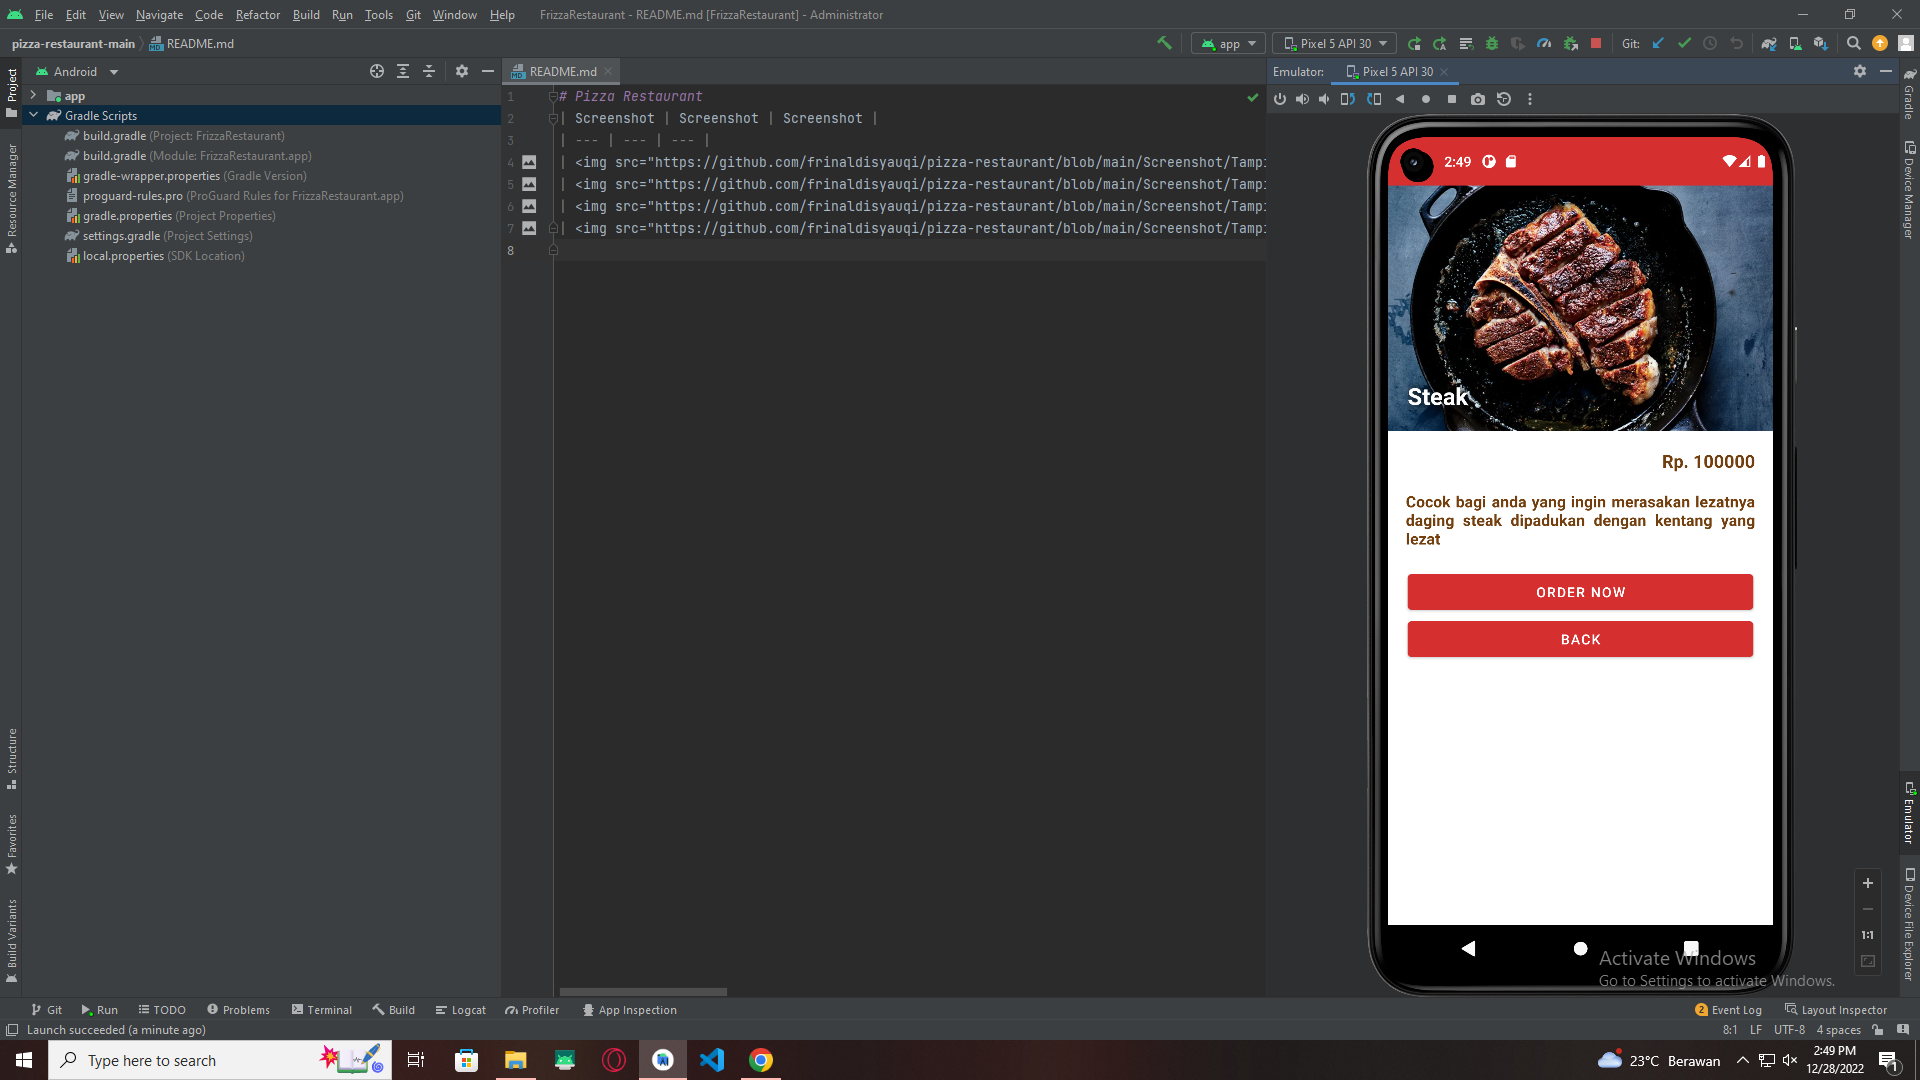 File Edit View Navigate Code Refactor Build Run Tools Git Window Help FrizzaRestaurant - README.md [FrizzaRestaurant] - Administrator
pizza-restaurant-main README.md
app Pixel 5 API 30 Git:
Android
README.md
Emulator: Pixel 5 API 30
Project
Resource Manager
Structure
Favorites
Build Variants
app
Gradle Scripts
build.gradle (Project: FrizzaRestaurant)
build.gradle (Module: FrizzaRestaurant.app)
gradle-wrapper.properties (Gradle Version)
proguard-rules.pro (ProGuard Rules for FrizzaRestaurant.app)
gradle.properties (Project Properties)
settings.gradle (Project Settings)
local.properties (SDK Location)
1 # Pizza Restaurant
2 | Screenshot | Screenshot | Screenshot |
3 | --- | --- | --- |
4 | <img src="https://github.com/frinaldisyauqi/pizza-restaurant/blob/main/Screenshot/Tampi
5 | <img src="https://github.com/frinaldisyauqi/pizza-restaurant/blob/main/Screenshot/Tampi
6 | <img src="https://github.com/frinaldisyauqi/pizza-restaurant/blob/main/Screenshot/Tampi
7 | <img src="https://github.com/frinaldisyauqi/pizza-restaurant/blob/main/Screenshot/Tampi
8
2:49
Steak
Rp. 100000
Cocok bagi anda yang ingin merasakan lezatnya
daging steak dipadukan dengan kentang yang
lezat
ORDER NOW
BACK
Gradle
Device Manager
Emulator
Device File Explorer
1:1
Activate Windows
Go to Settings to activate Windows.
Git Run TODO Problems Terminal Build Logcat Profiler App Inspection
2 Event Log Layout Inspector
Launch succeeded (a minute ago)
8:1 LF UTF-8 4 spaces
Type here to search
23°C Berawan
2:49 PM
12/28/2022
1